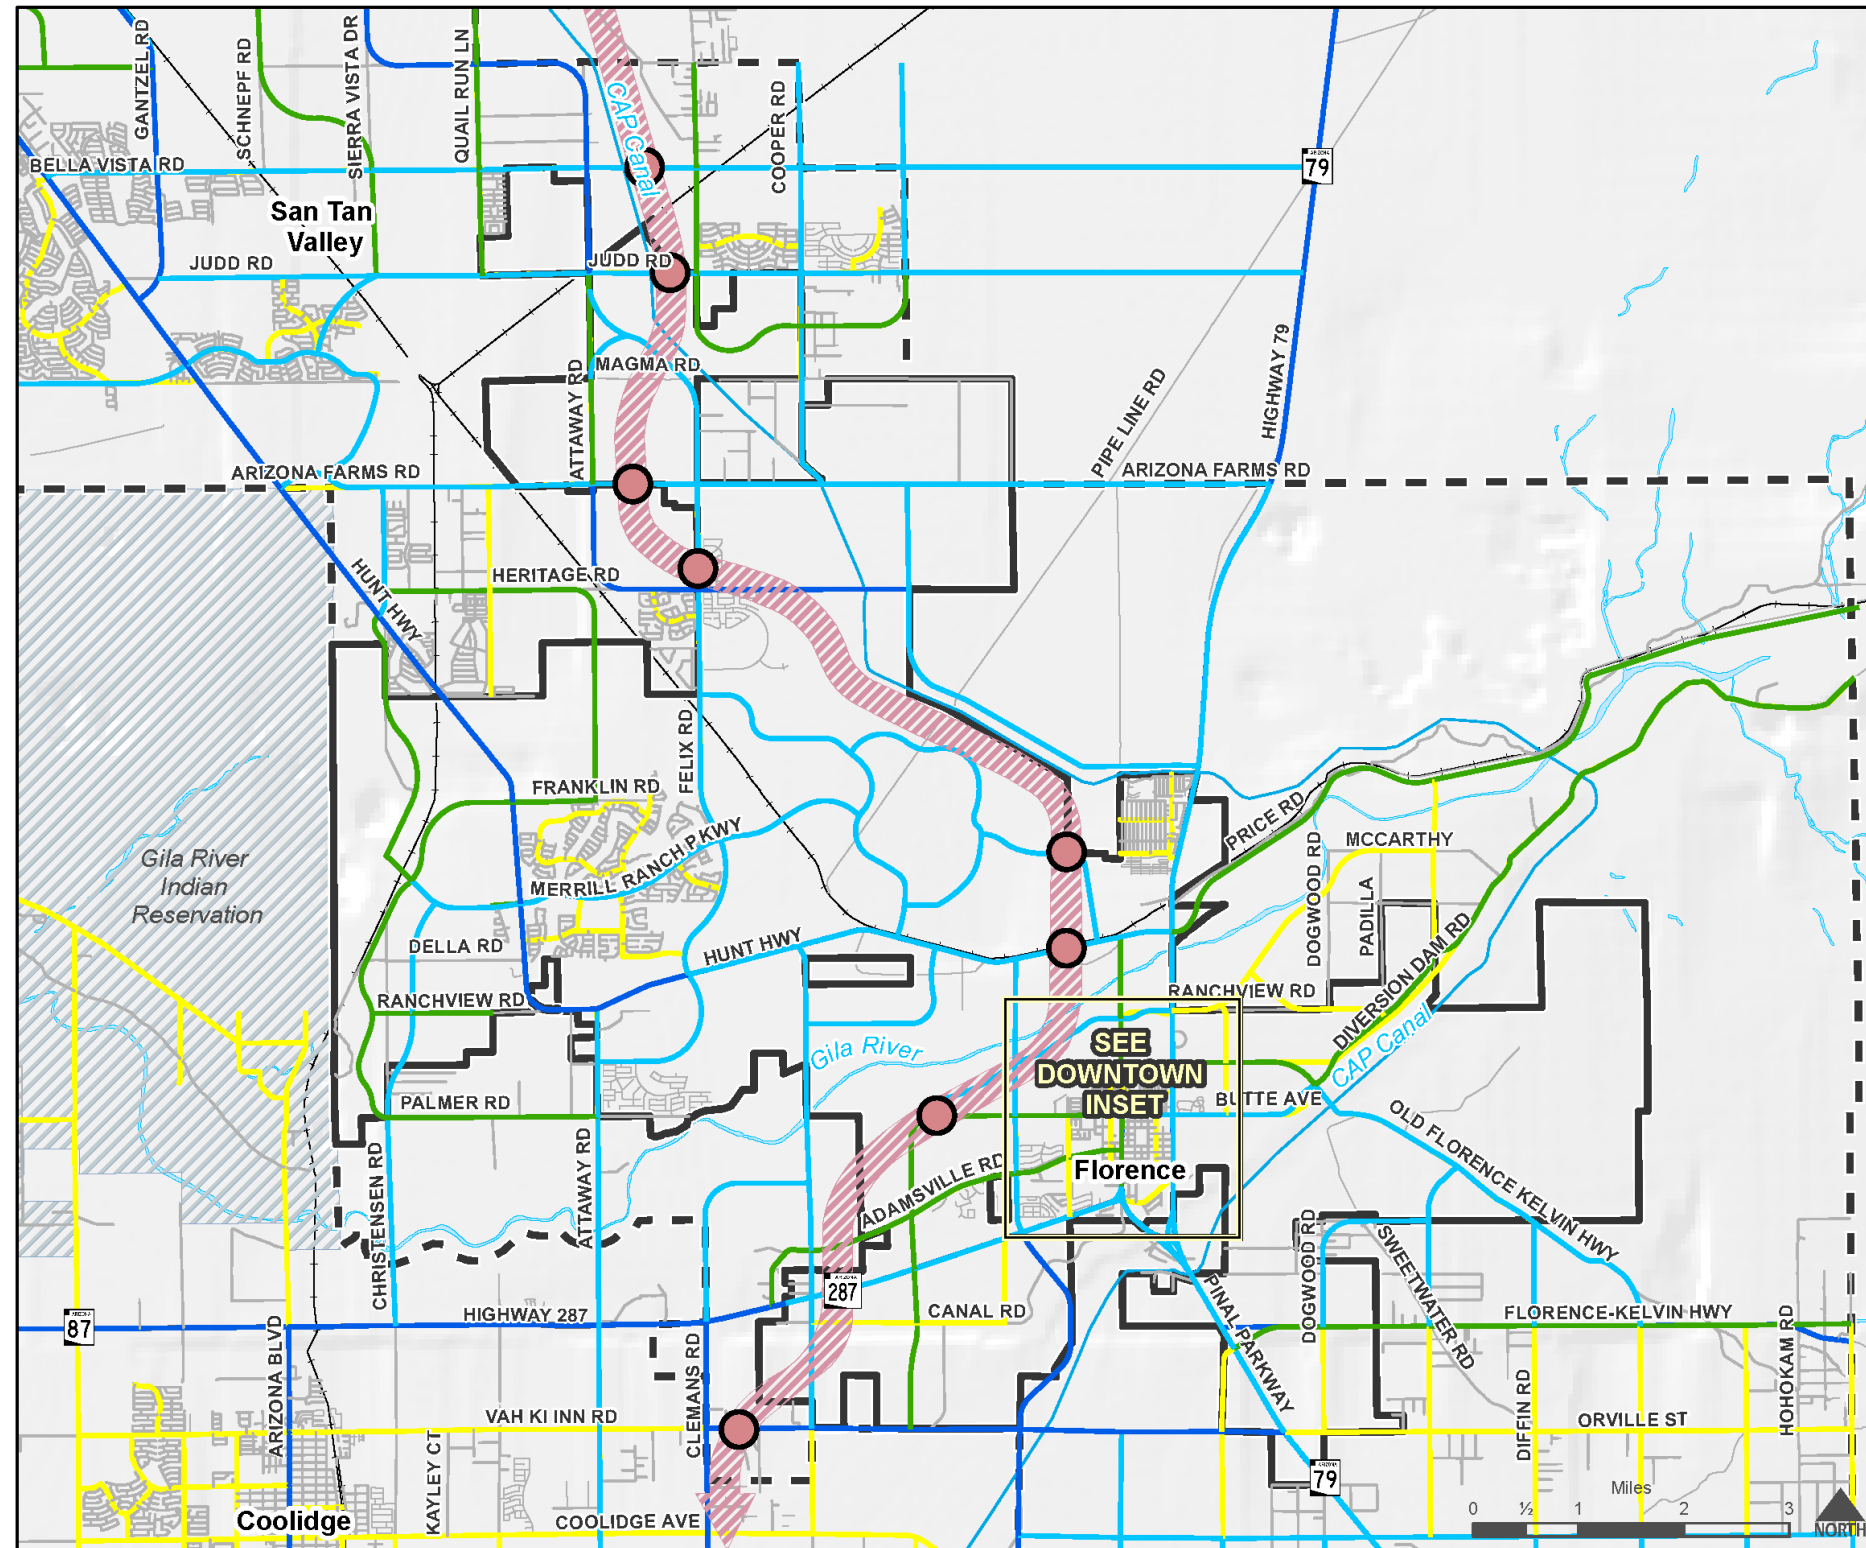 GANTZEL RD
SCHNEPF RD
SIERRA VISTA DR
QUAIL RUN LN
CAP Canal
COOPER RD
BELLA VISTA RD
ARIZONA
79
San Tan
Valley
JUDD RD
JUDD RD
MAGMA RD
ATTAWAY RD
HIGHWAY 79
PIPE LINE RD
ARIZONA FARMS RD
ARIZONA FARMS RD
HUNT HWY
HERITAGE RD
FELIX RD
FRANKLIN RD
MERRILL RANCH PKWY
PRICE RD
DOGWOOD RD
MCCARTHY
PADILLA
Gila River
Indian
Reservation
DELLA RD
HUNT HWY
DIVERSION DAM RD
RANCHVIEW RD
RANCHVIEW RD
CAP Canal
Gila River
SEE
DOWNTOWN
INSET
PALMER RD
BUTTE AVE
OLD FLORENCE KELVIN HWY
CHRISTENSEN RD
ATTAWAY RD
ADAMSVILLE RD
Florence
DOGWOOD RD
SWEETWATER RD
ARIZONA
287
PINAL PARKWAY
ARIZONA
87
HIGHWAY 287
CANAL RD
FLORENCE-KELVIN HWY
ARIZONA BLVD
CLEMANS RD
HOHOKAM RD
VAH KI INN RD
KAYLEY CT
DIFFIN RD
ORVILLE ST
ARIZONA
79
Coolidge
COOLIDGE AVE
Miles
0 ½ 1 2 3
NORTH